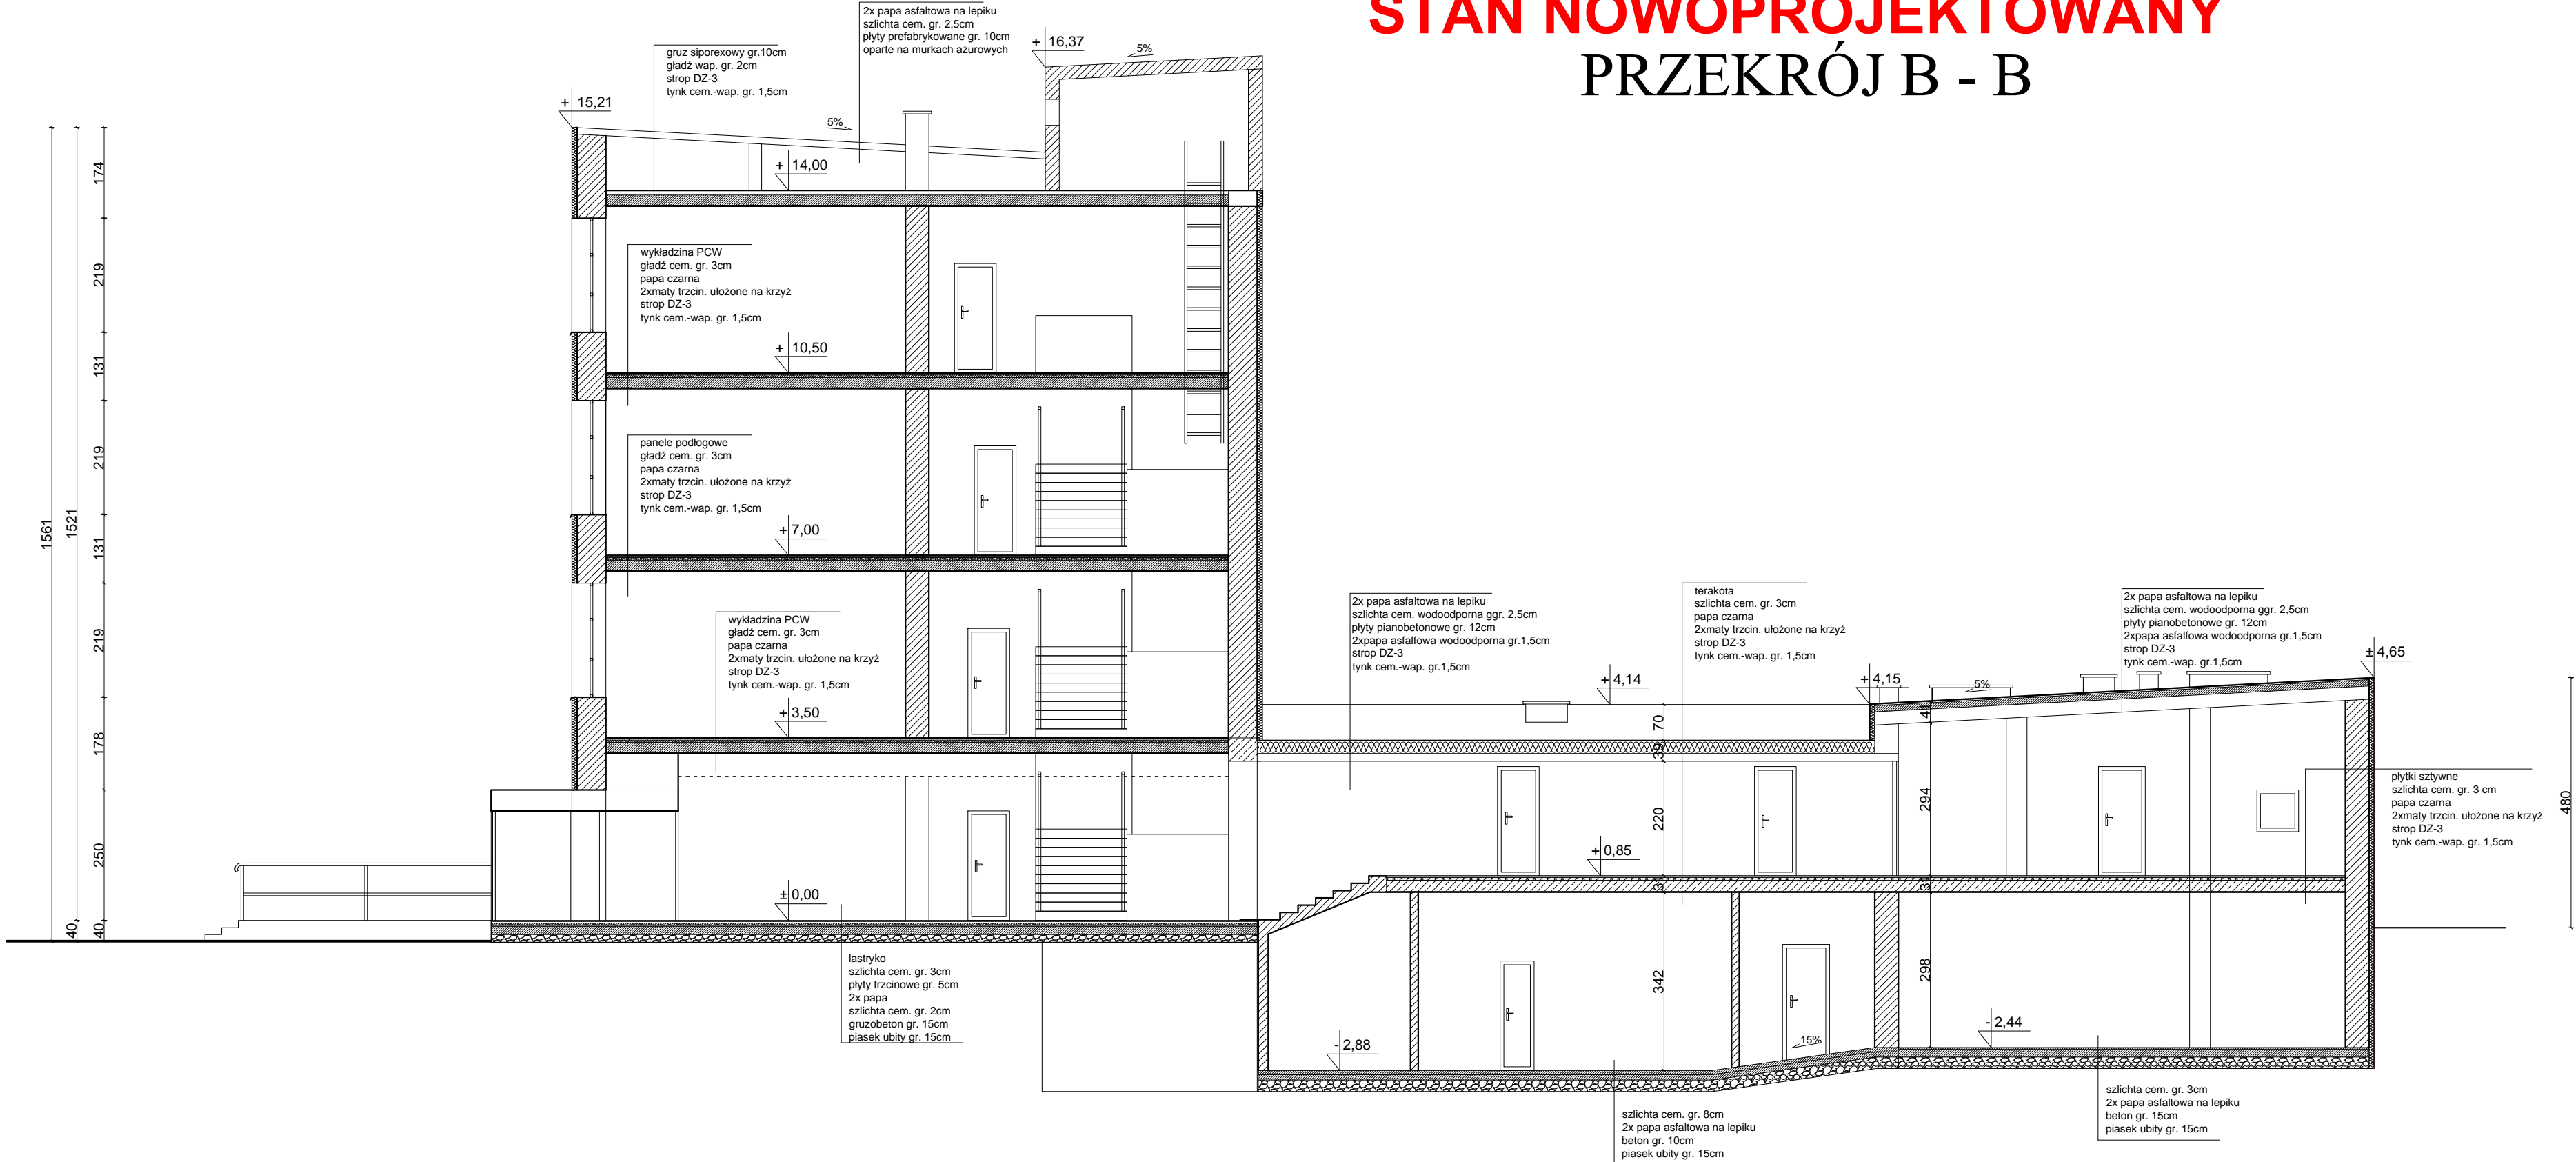 STAN NOWOPROJEKTOWANY
PRZEKRÓJ B - B
2x papa asfaltowa na lepiku
szlichta cem. gr. 2,5cm
płyty prefabrykowane gr. 10cm
oparte na murkach ażurowych
gruz siporexowy gr.10cm
gładź wap. gr. 2cm
strop DZ-3
tynk cem.-wap. gr. 1,5cm
+ 16,37
5%
+ 15,21
5%
+ 14,00
wykładzina PCW
gładź cem. gr. 3cm
papa czarna
2xmaty trzcin. ułożone na krzyż
strop DZ-3
tynk cem.-wap. gr. 1,5cm
+ 10,50
panele podłogowe
gładź cem. gr. 3cm
papa czarna
2xmaty trzcin. ułożone na krzyż
strop DZ-3
tynk cem.-wap. gr. 1,5cm
+ 7,00
wykładzina PCW
gładź cem. gr. 3cm
papa czarna
2xmaty trzcin. ułożone na krzyż
strop DZ-3
tynk cem.-wap. gr. 1,5cm
+ 3,50
± 0,00
1561
1521
40
174
219
131
219
131
219
178
250
40
lastryko
szlichta cem. gr. 3cm
płyty trzcinowe gr. 5cm
2x papa
szlichta cem. gr. 2cm
gruzobeton gr. 15cm
piasek ubity gr. 15cm
2x papa asfaltowa na lepiku
szlichta cem. wodoodporna ggr. 2,5cm
płyty pianobetonowe gr. 12cm
2xpapa asfalfowa wodoodporna gr.1,5cm
strop DZ-3
tynk cem.-wap. gr.1,5cm
terakota
szlichta cem. gr. 3cm
papa czarna
2xmaty trzcin. ułożone na krzyż
strop DZ-3
tynk cem.-wap. gr. 1,5cm
2x papa asfaltowa na lepiku
szlichta cem. wodoodporna ggr. 2,5cm
płyty pianobetonowe gr. 12cm
2xpapa asfalfowa wodoodporna gr.1,5cm
strop DZ-3
tynk cem.-wap. gr.1,5cm
+ 4,14
+ 4,15
5%
± 4,65
70
39
220
31
342
41
294
31
298
480
+ 0,85
płytki sztywne
szlichta cem. gr. 3 cm
papa czarna
2xmaty trzcin. ułożone na krzyż
strop DZ-3
tynk cem.-wap. gr. 1,5cm
- 2,88
15%
- 2,44
szlichta cem. gr. 8cm
2x papa asfaltowa na lepiku
beton gr. 10cm
piasek ubity gr. 15cm
szlichta cem. gr. 3cm
2x papa asfaltowa na lepiku
beton gr. 15cm
piasek ubity gr. 15cm